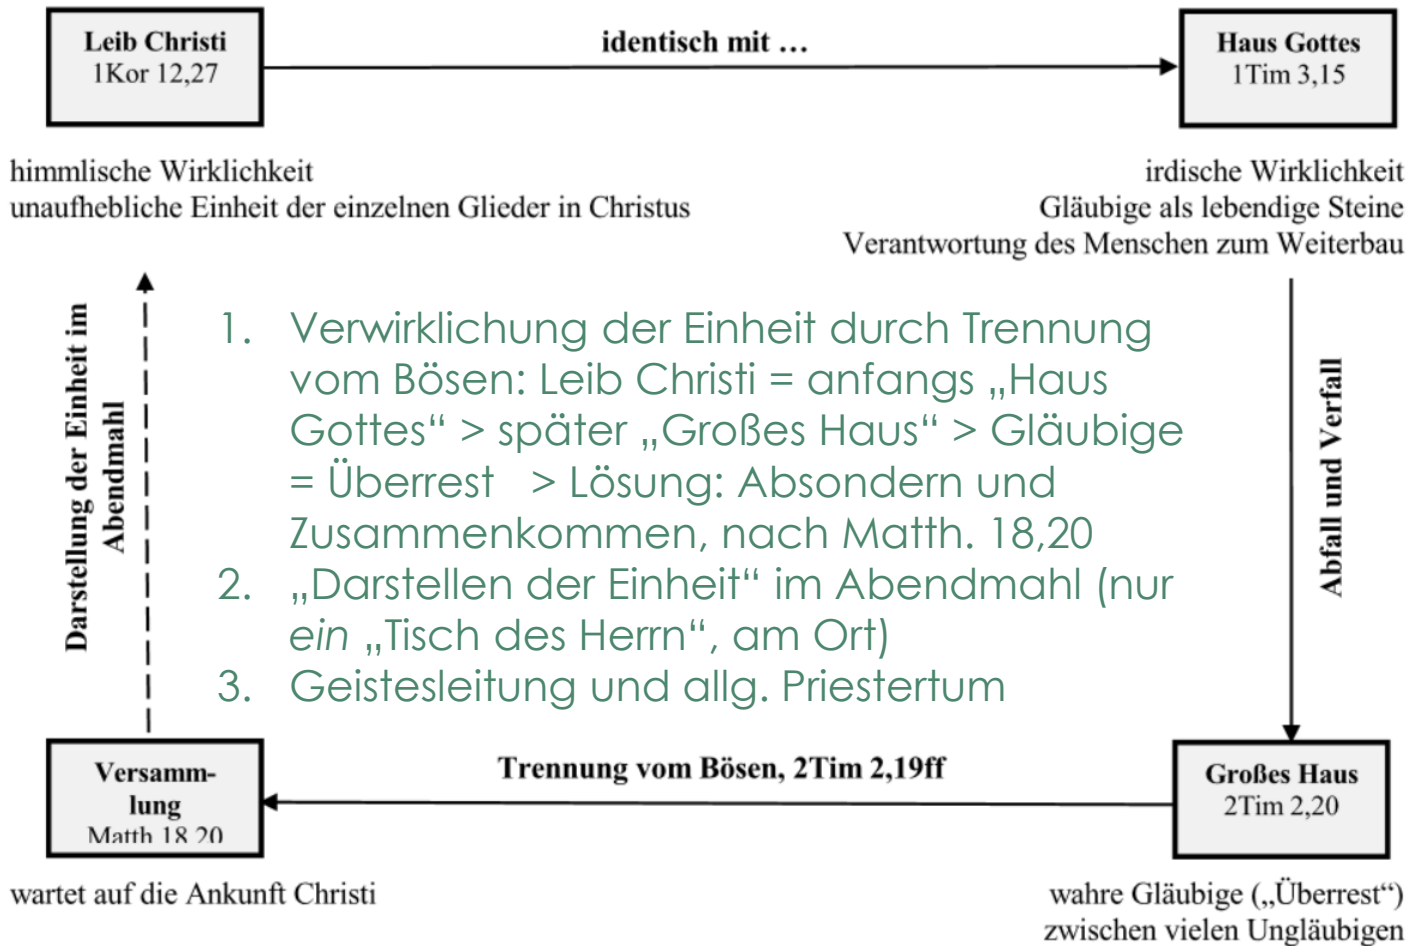 Leib Christi
1Kor 12,27
identisch mit …
Haus Gottes
1Tim 3,15
himmlische Wirklichkeit
unaufhebliche Einheit der einzelnen Glieder in Christus
irdische Wirklichkeit
Gläubige als lebendige Steine
Verantwortung des Menschen zum Weiterbau
Darstellung der Einheit im
Abendmahl
1. Verwirklichung der Einheit durch Trennung
vom Bösen: Leib Christi = anfangs „Haus
Gottes“ > später „Großes Haus“ > Gläubige
= Überrest > Lösung: Absondern und
Zusammenkommen, nach Matth. 18,20
2. „Darstellen der Einheit“ im Abendmahl (nur
ein „Tisch des Herrn“, am Ort)
3. Geistesleitung und allg. Priestertum
Abfall und Verfall
Versamm-
lung
Matth 18,20
Trennung vom Bösen, 2Tim 2,19ff
Großes Haus
2Tim 2,20
wartet auf die Ankunft Christi
wahre Gläubige („Überrest“)
zwischen vielen Ungläubigen